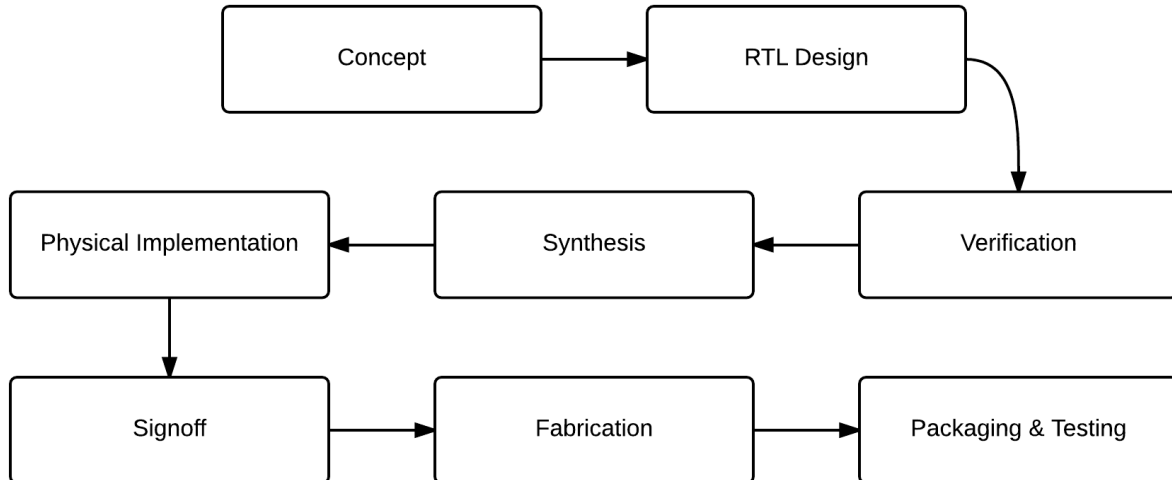 Concept
RTL Design
Physical Implementation
Synthesis
Verification
Signoff
Fabrication
Packaging & Testing